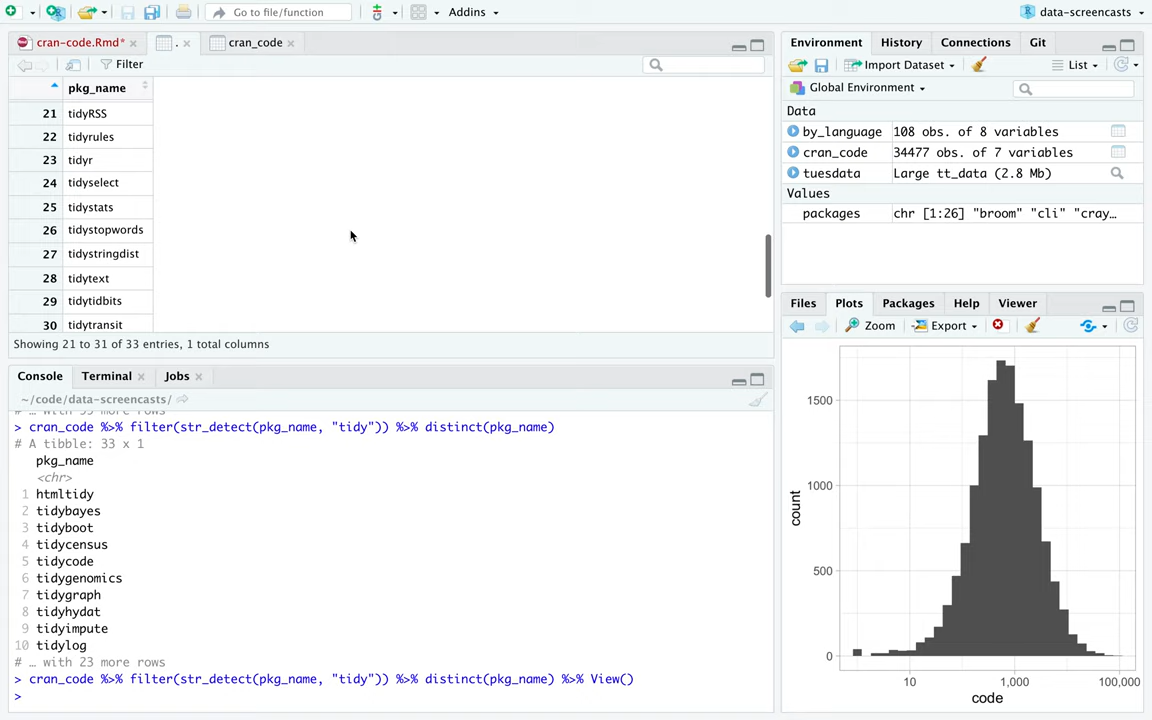 Go to file/function
Addins
data-screencasts
cran-code.Rmd*
.
cran_code
Filter
pkg_name
21 tidyRSS
22 tidyrules
23 tidyr
24 tidyselect
25 tidystats
26 tidystopwords
27 tidystringdist
28 tidytext
29 tidytidbits
30 tidytransit
Showing 21 to 31 of 33 entries, 1 total columns
Console Terminal Jobs
~/code/data-screencasts/
> cran_code %>% filter(str_detect(pkg_name, "tidy")) %>% distinct(pkg_name)
# A tibble: 33 x 1
pkg_name
<chr>
1 htmltidy
2 tidybayes
3 tidyboot
4 tidycensus
5 tidycode
6 tidygenomics
7 tidygraph
8 tidyhydat
9 tidyimpute
10 tidylog
# … with 23 more rows
> cran_code %>% filter(str_detect(pkg_name, "tidy")) %>% distinct(pkg_name) %>% View()
>
Environment History Connections Git
Import Dataset List
Global Environment
Data
by_language 108 obs. of 8 variables
cran_code 34477 obs. of 7 variables
tuesdata Large tt_data (2.8 Mb)
Values
packages chr [1:26] "broom" "cli" "cray…
Files Plots Packages Help Viewer
Zoom Export
1500
1000
500
0
count
10 1,000 100,000
code